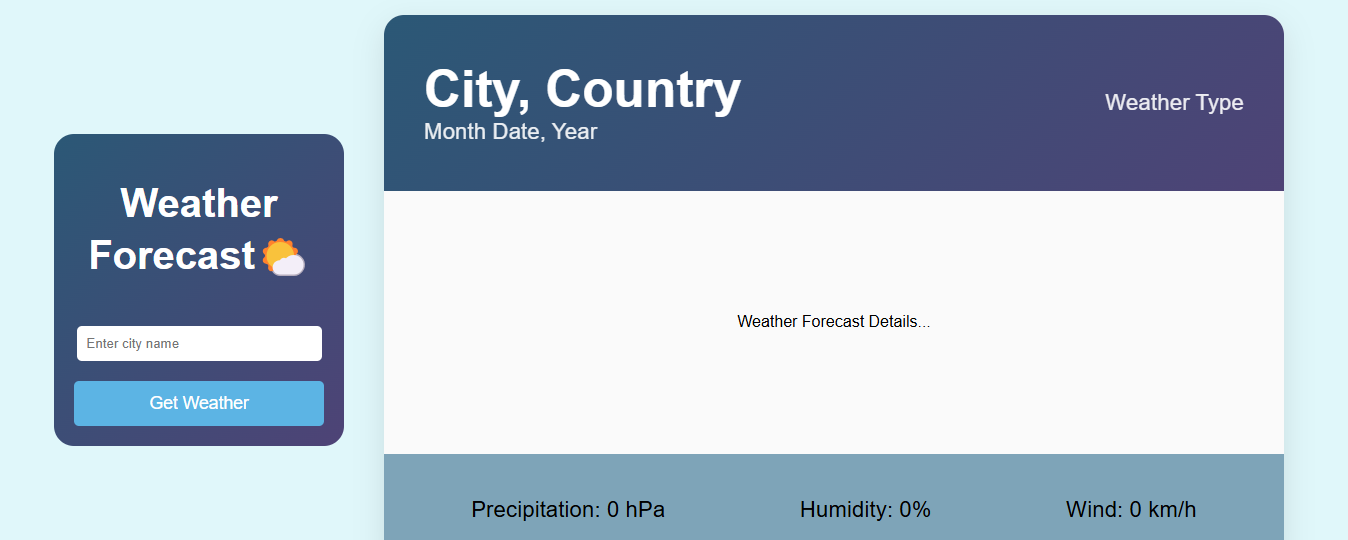 Weather
Forecast
Enter city name
Get Weather
City, Country
Month Date, Year
Weather Type
Weather Forecast Details...
Precipitation: 0 hPa
Humidity: 0%
Wind: 0 km/h